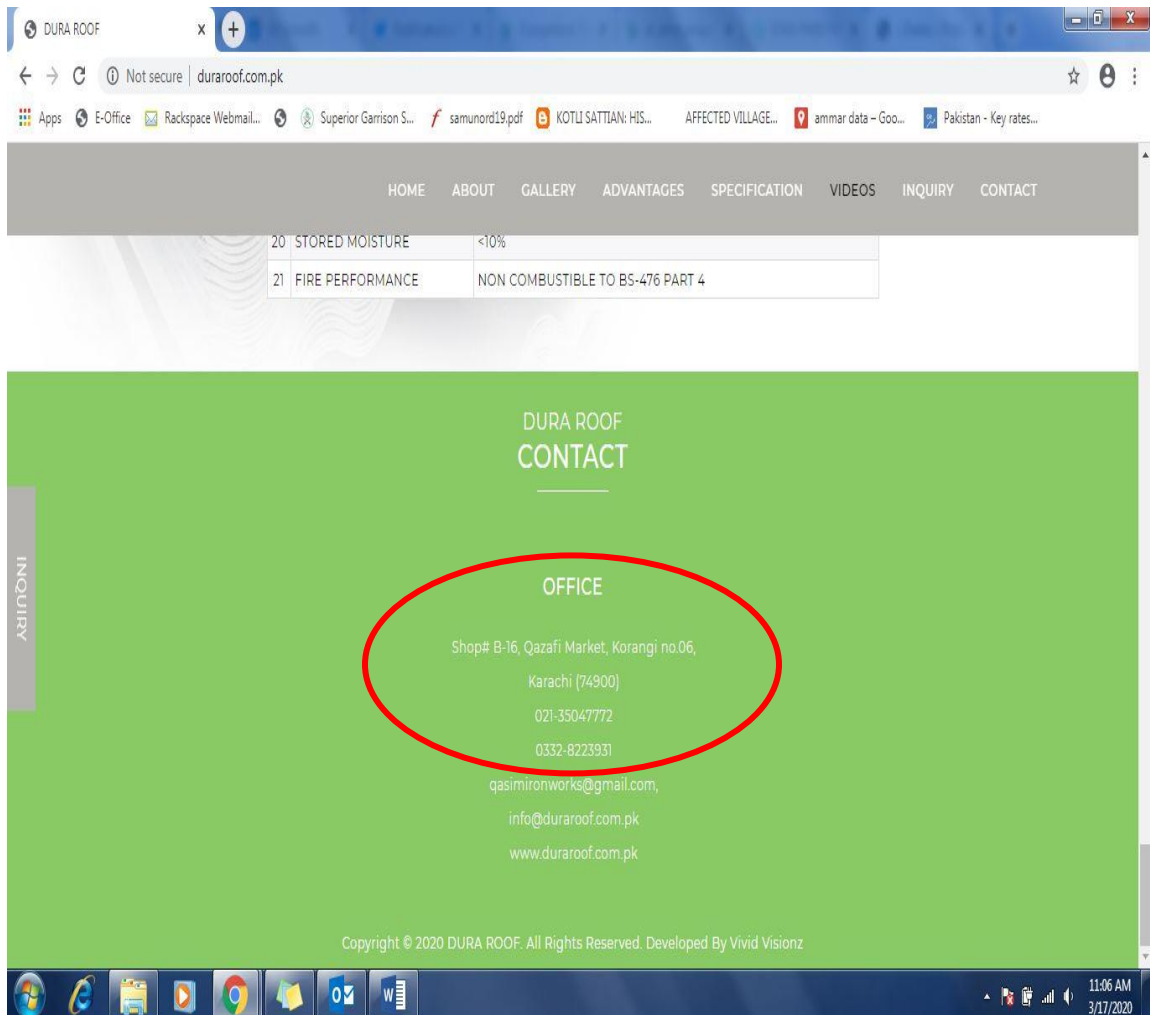 DURA ROOF x +
Not secure | duraroof.com.pk
Apps E-Office Rackspace Webmail... Superior Garrison S... samunord19.pdf KOTLI SATTIAN: HIS... AFFECTED VILLAGE... ammar data – Goo... Pakistan - Key rates...
HOME ABOUT GALLERY ADVANTAGES SPECIFICATION VIDEOS INQUIRY CONTACT
20 STORED MOISTURE <10%
21 FIRE PERFORMANCE NON COMBUSTIBLE TO BS-476 PART 4
DURA ROOF
CONTACT
INQUIRY
OFFICE
Shop# B-16, Qazafi Market, Korangi no.06,
Karachi (74900)
021-35047772
0332-8223931
qasimironworks@gmail.com,
info@duraroof.com.pk
www.duraroof.com.pk
Copyright © 2020 DURA ROOF. All Rights Reserved. Developed By Vivid Visionz
11:06 AM
3/17/2020